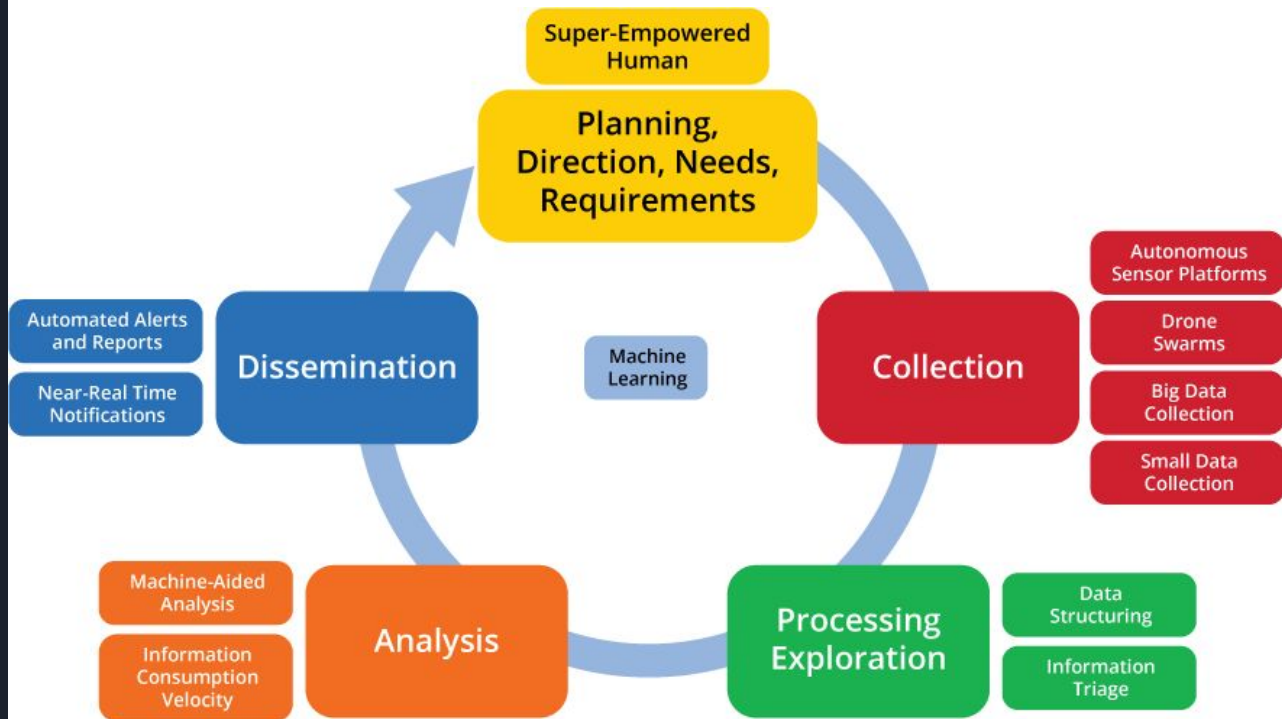 Super-Empowered
Human
Planning,
Direction, Needs,
Requirements
Autonomous
Sensor Platforms
Drone
Swarms
Big Data
Collection
Small Data
Collection
Collection
Machine
Learning
Dissemination
Automated Alerts
and Reports
Near-Real Time
Notifications
Machine-Aided
Analysis
Information
Consumption
Velocity
Analysis
Processing
Exploration
Data
Structuring
Information
Triage